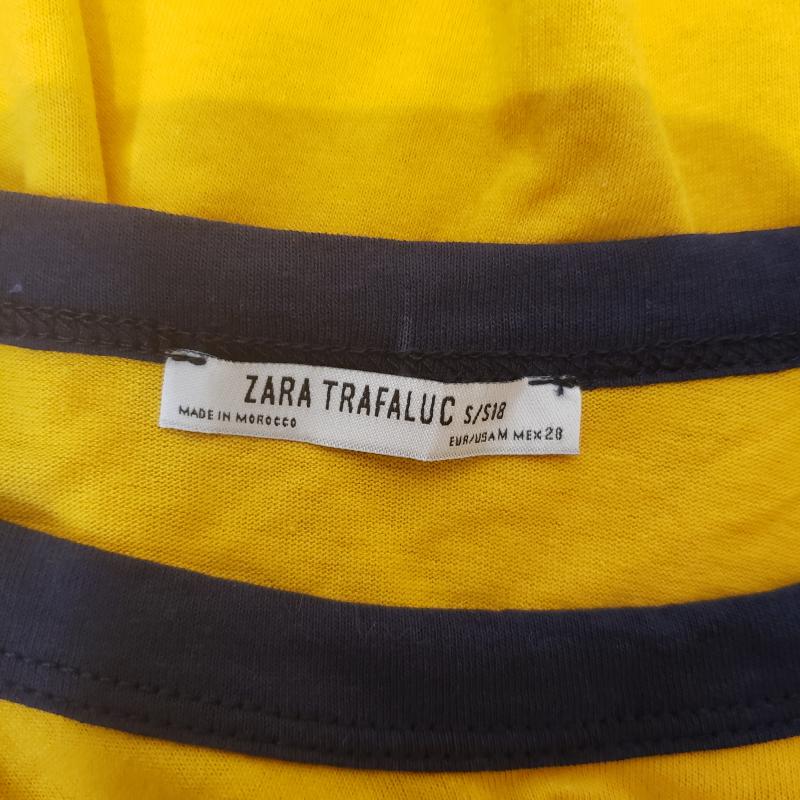 ZARA TRAFALUC S/S18
MADE IN MOROCCO
EUR/USA M MEX 28